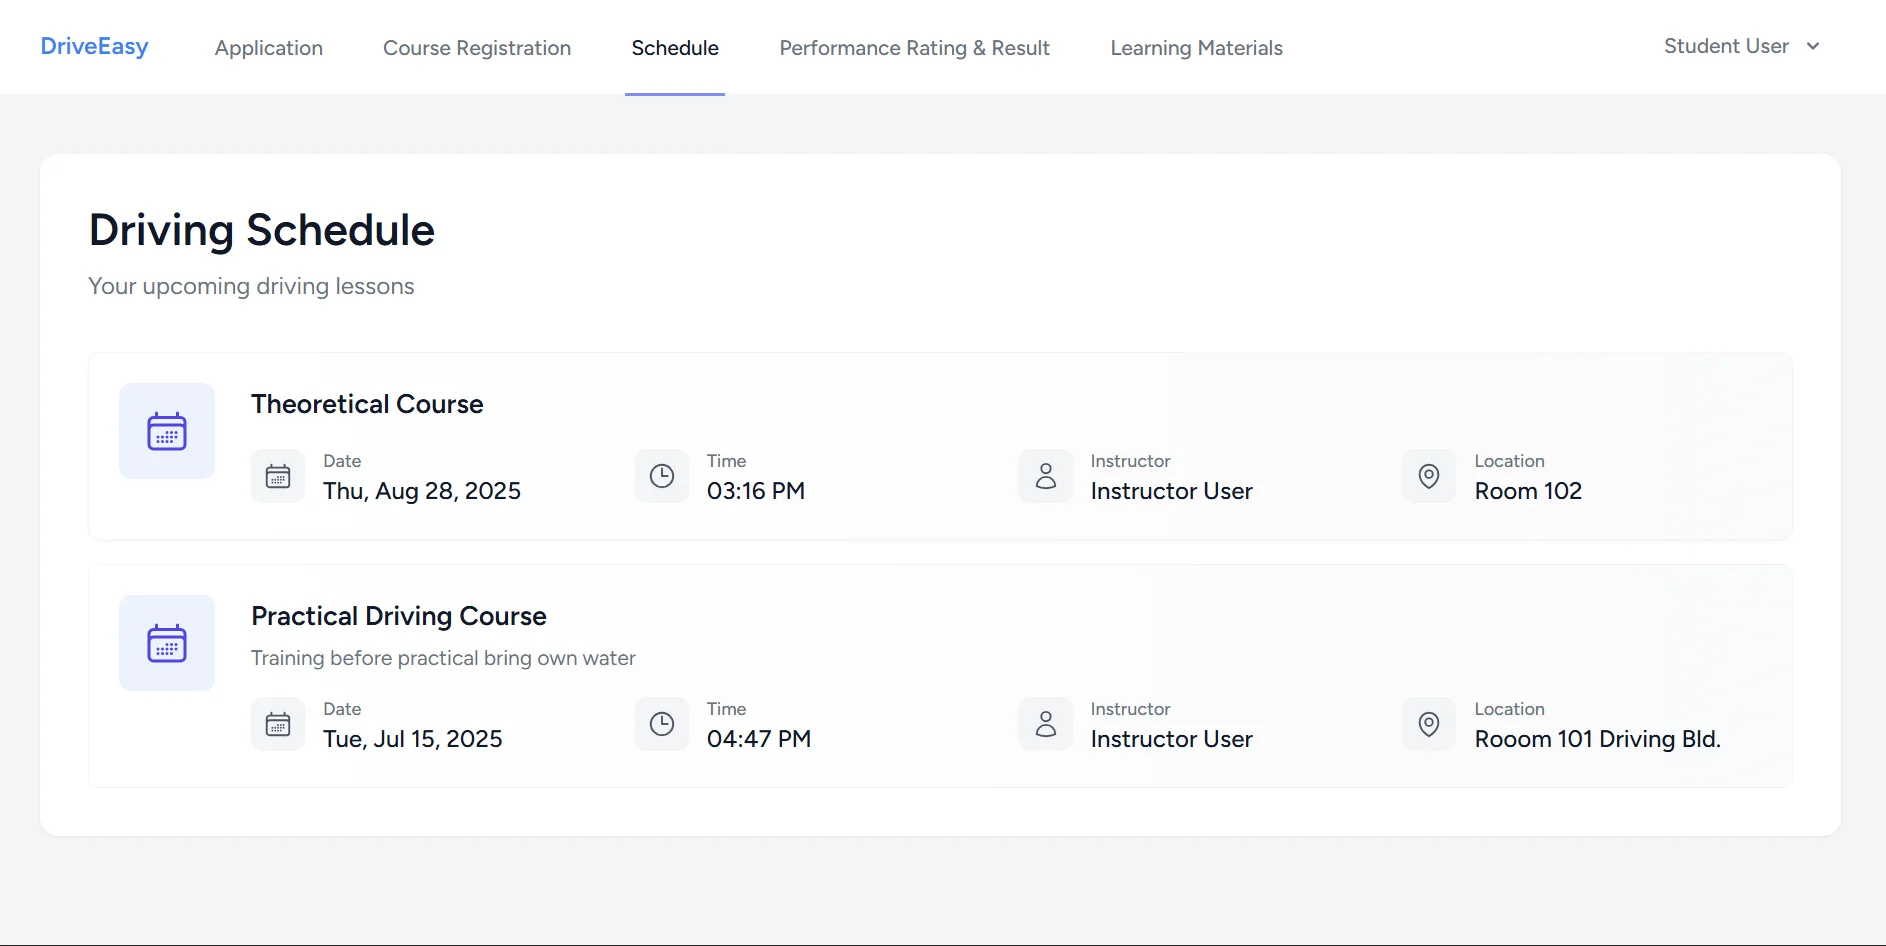 DriveEasy Application Course Registration Schedule Performance Rating & Result Learning Materials Student User
Driving Schedule
Your upcoming driving lessons
Theoretical Course
Date Time Instructor Location
Thu, Aug 28, 2025 03:16 PM Instructor User Room 102
Practical Driving Course
Training before practical bring own water
Date Time Instructor Location
Tue, Jul 15, 2025 04:47 PM Instructor User Rooom 101 Driving Bld.